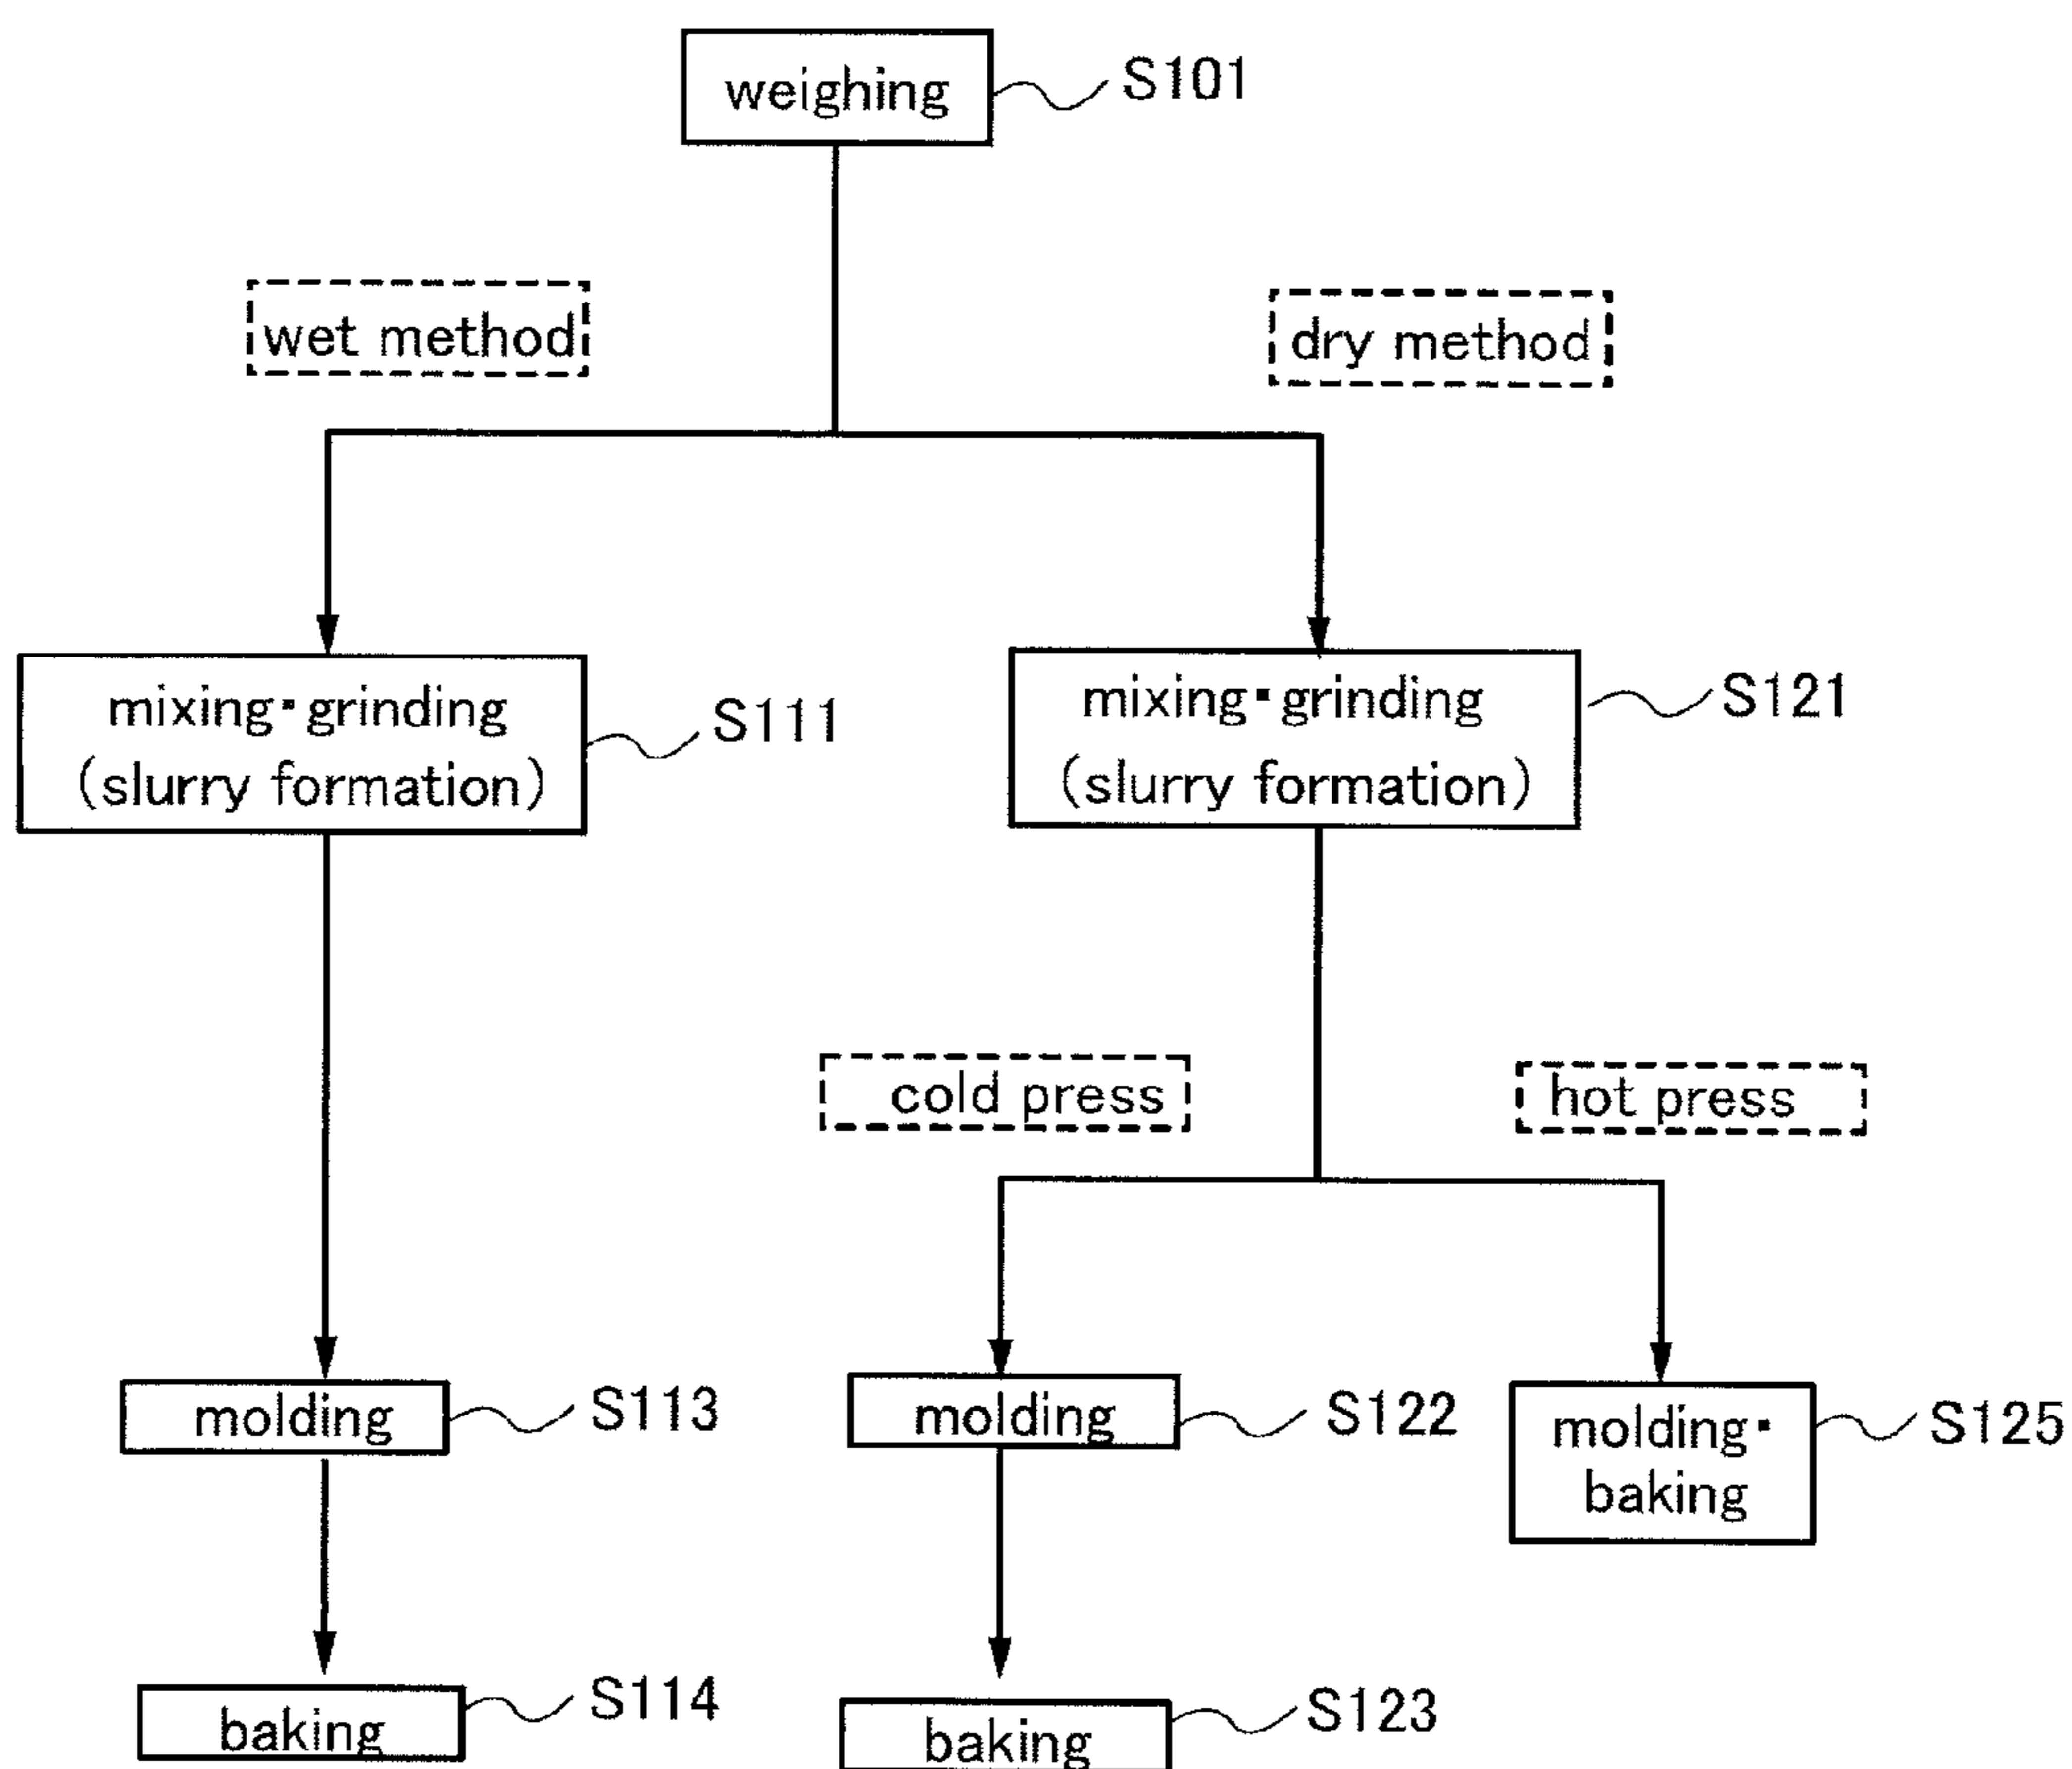 weighing
S101
wet method
dry method
mixing・grinding
(slurry formation)
S111
mixing・grinding
(slurry formation)
S121
cold press
hot press
molding
S113
molding
S122
molding・
baking
S125
baking
S114
baking
S123